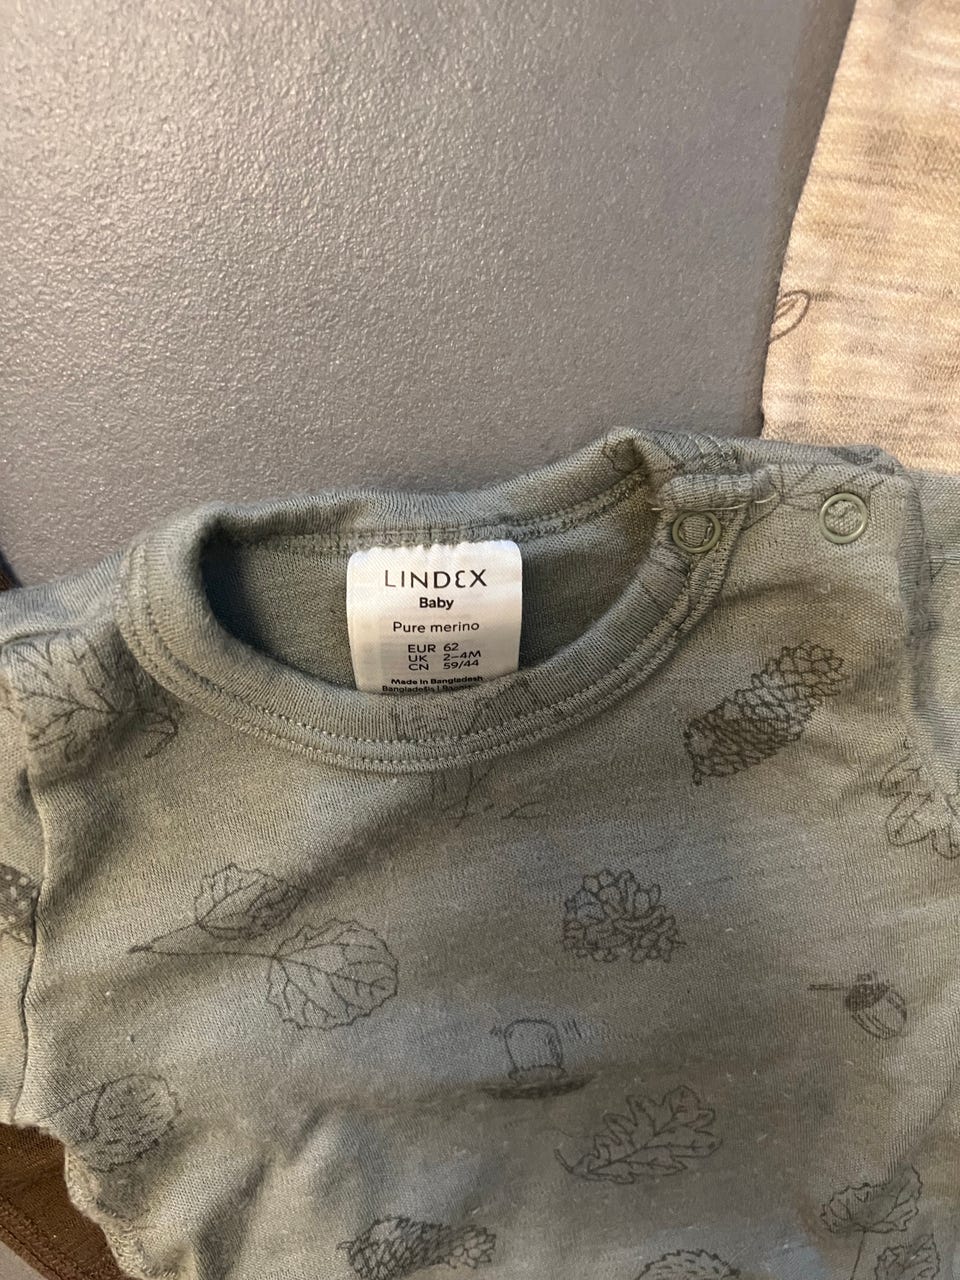 LINDEX
Baby
Pure merino
EUR 62
UK 2–4M
CN 59/44
Made in Bangladesh